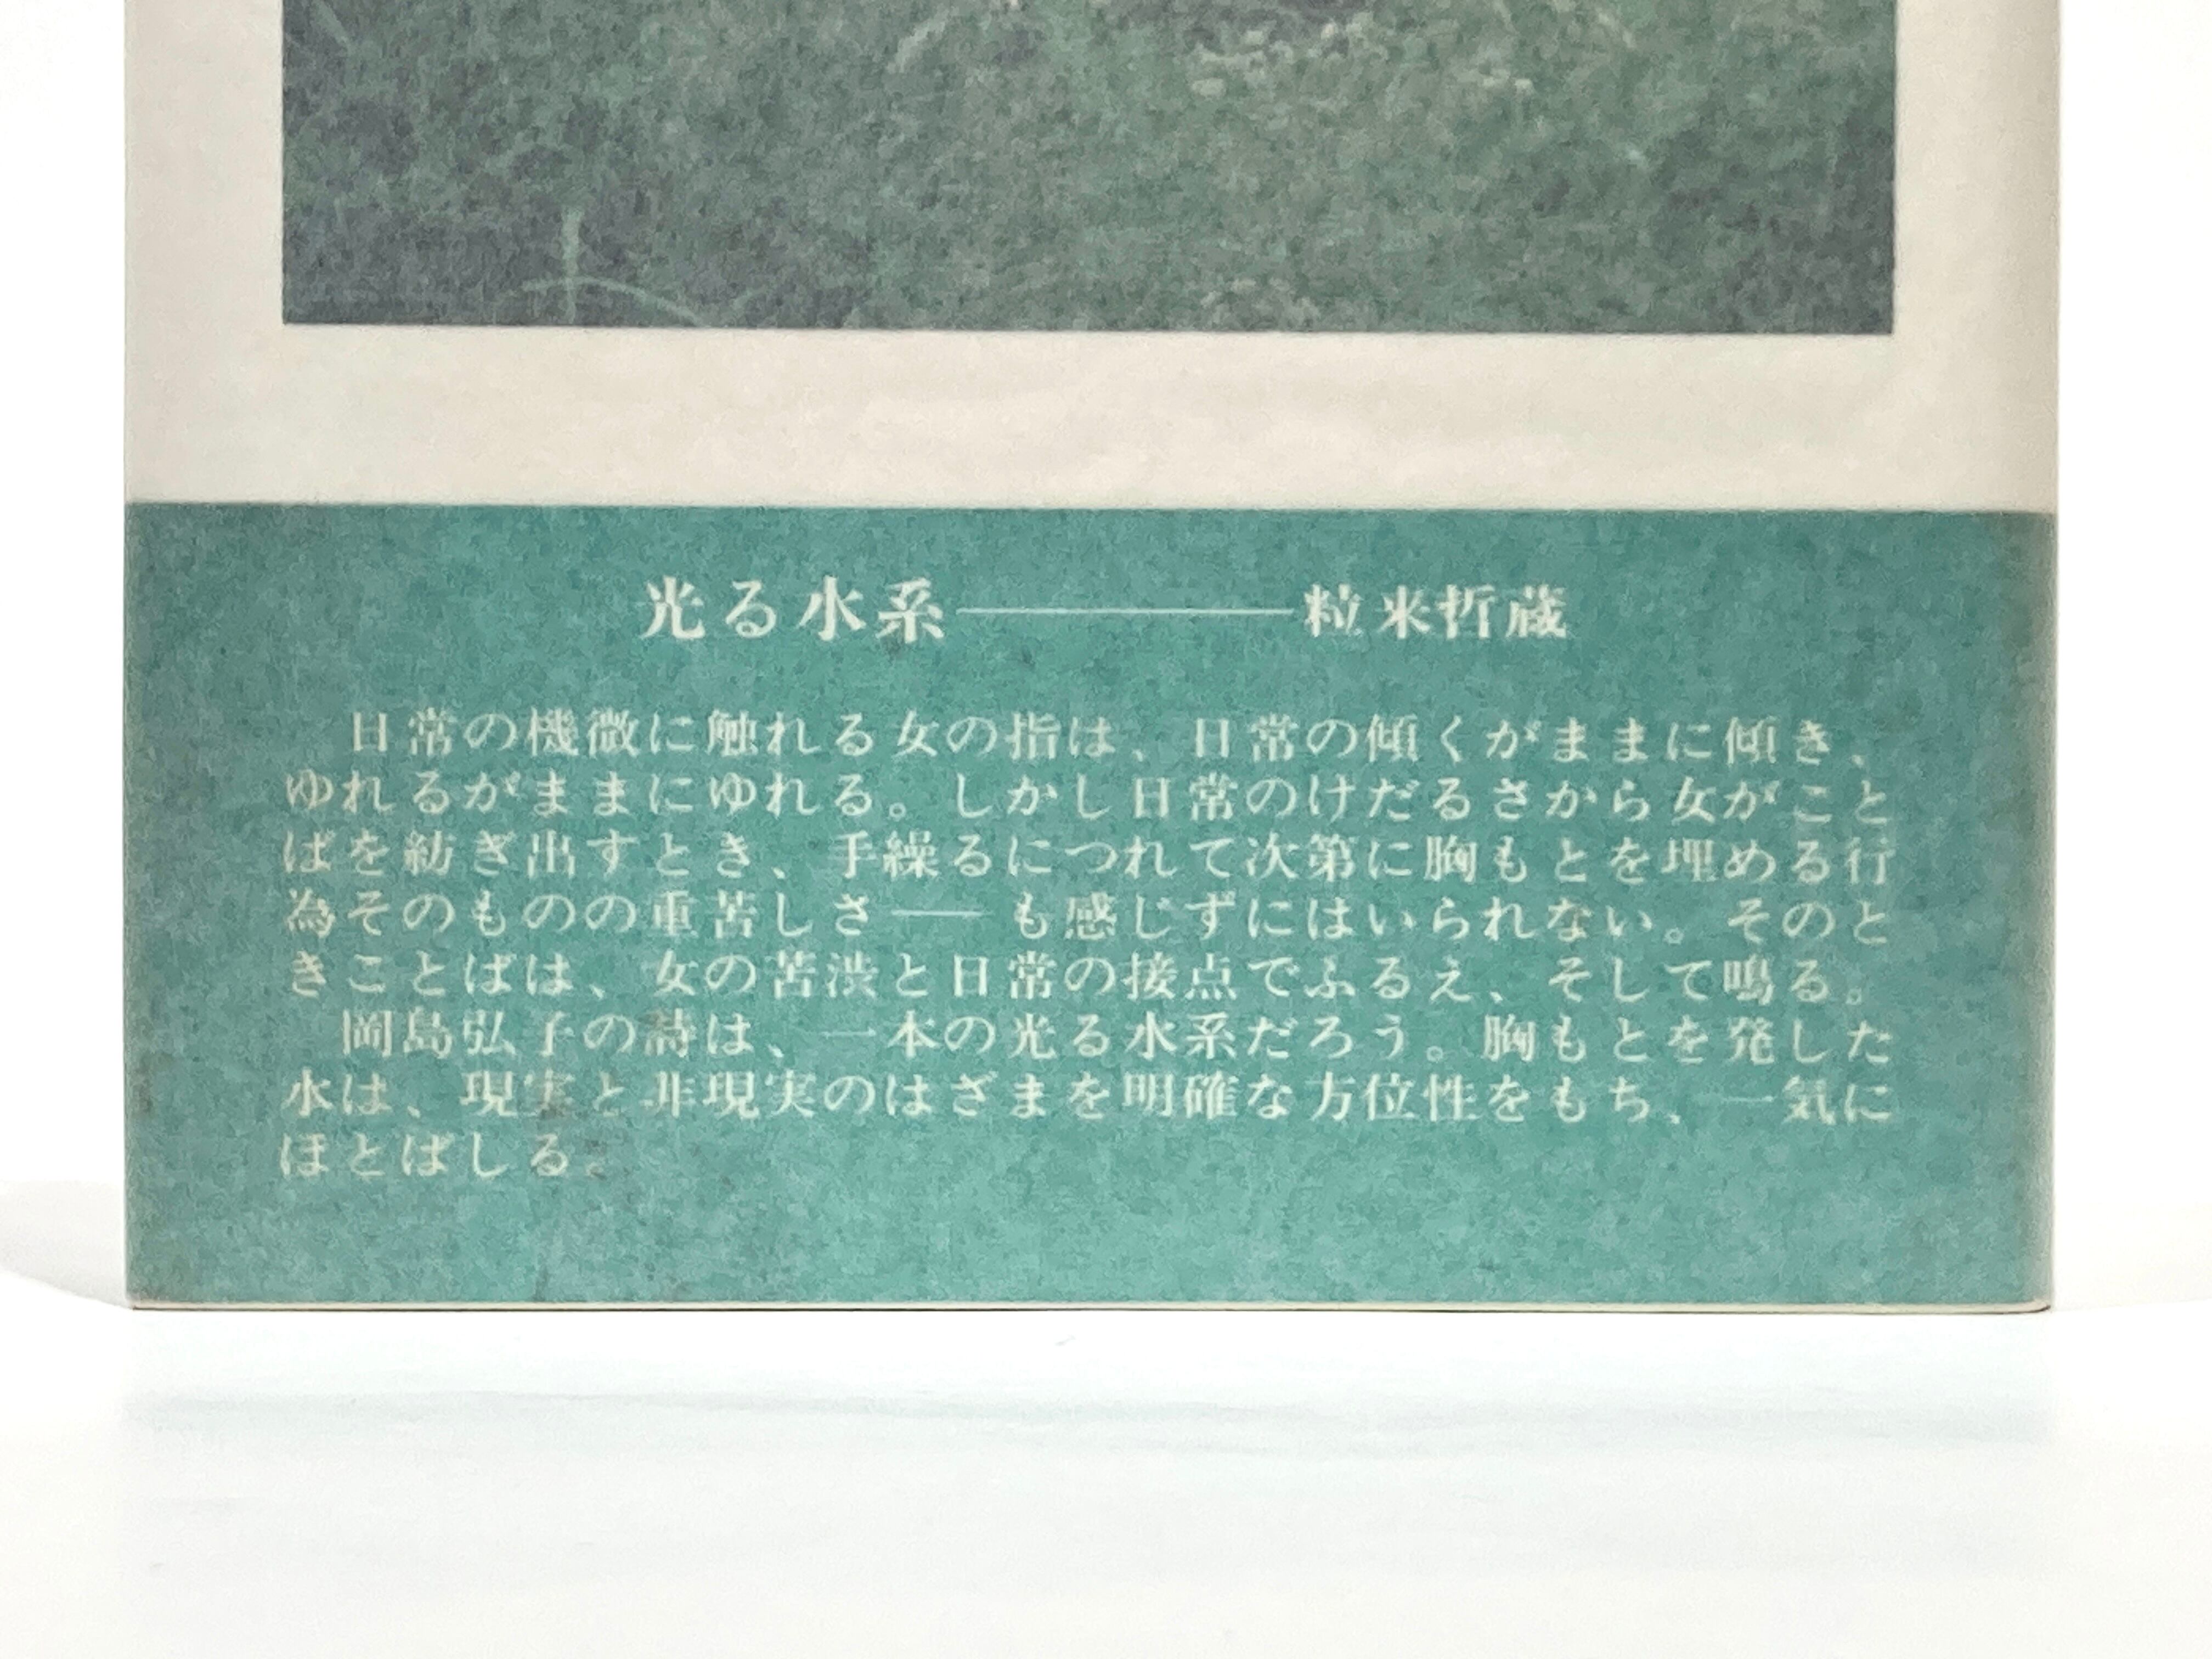 光る水系――――粒来哲蔵
日常の機微に触れる女の指は、日常の傾くがままに傾き、
ゆれるがままにゆれる。しかし日常のけだるさから女がこと
ばを紡ぎ出すとき、手繰るにつれて次第に胸もとを埋める行
為そのものの重苦しさ――も感じずにはいられない。そのと
きことばは、女の苦渋と日常の接点でふるえ、そして鳴る。
岡島弘子の詩は、一本の光る水系だろう。胸もとを発した
水は、現実と非現実のはざまを明確な方位性をもち、一気に
ほとばしる。